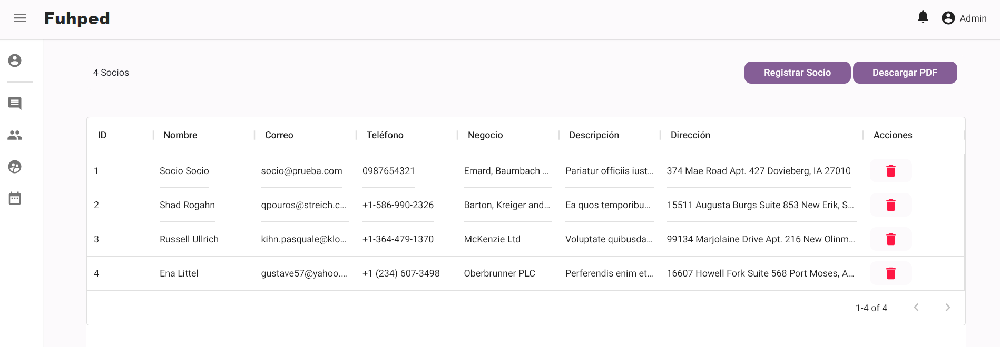 Fuhped
Admin
4 Socios
Registrar Socio
Descargar PDF
ID Nombre Correo Teléfono Negocio Descripción Dirección Acciones
1 Socio Socio socio@prueba.com 0987654321 Emard, Baumbach ... Pariatur officiis iust... 374 Mae Road Apt. 427 Dovieberg, IA 27010
2 Shad Rogahn qpouros@streich.c... +1-586-990-2326 Barton, Kreiger and... Ea quos temporibu... 15511 Augusta Burgs Suite 853 New Erik, S...
3 Russell Ullrich kihn.pasquale@klo... +1-364-479-1370 McKenzie Ltd Voluptate quibusda... 99134 Marjolaine Drive Apt. 216 New Olinm...
4 Ena Littel gustave57@yahoo.... +1 (234) 607-3498 Oberbrunner PLC Perferendis enim et... 16607 Howell Fork Suite 568 Port Moses, A...
1-4 of 4